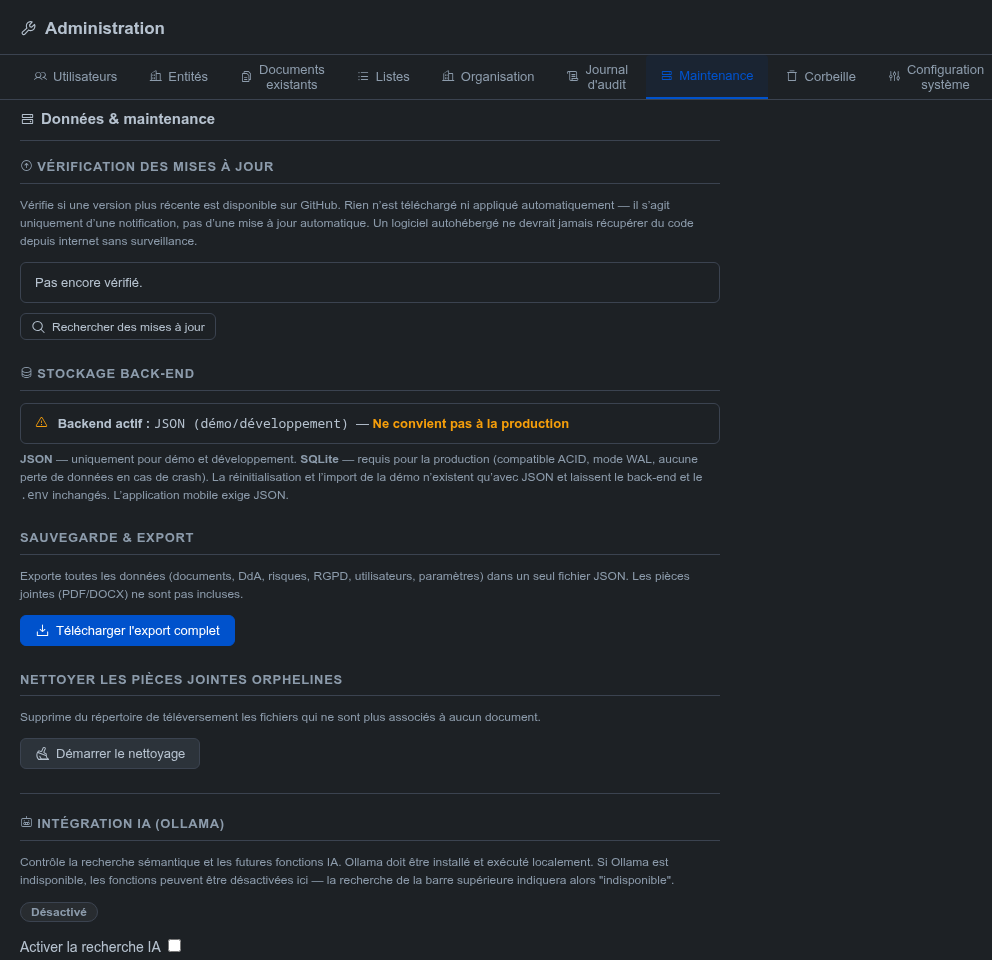 Administration
Utilisateurs
Entités
Documents
existants
Listes
Organisation
Journal
d'audit
Maintenance
Corbeille
Configuration
système
Données & maintenance
VÉRIFICATION DES MISES À JOUR
Vérifie si une version plus récente est disponible sur GitHub. Rien n'est téléchargé ni appliqué automatiquement — il s'agit
uniquement d'une notification, pas d'une mise à jour automatique. Un logiciel autohébergé ne devrait jamais récupérer du code
depuis internet sans surveillance.
Pas encore vérifié.
Rechercher des mises à jour
STOCKAGE BACK-END
Backend actif : JSON (démo/développement) — Ne convient pas à la production
JSON — uniquement pour démo et développement. SQLite — requis pour la production (compatible ACID, mode WAL, aucune
perte de données en cas de crash). La réinitialisation et l'import de la démo n'existent qu'avec JSON et laissent le back-end et le
.env inchangés. L'application mobile exige JSON.
SAUVEGARDE & EXPORT
Exporte toutes les données (documents, DdA, risques, RGPD, utilisateurs, paramètres) dans un seul fichier JSON. Les pièces
jointes (PDF/DOCX) ne sont pas incluses.
Télécharger l'export complet
NETTOYER LES PIÈCES JOINTES ORPHELINES
Supprime du répertoire de téléversement les fichiers qui ne sont plus associés à aucun document.
Démarrer le nettoyage
INTÉGRATION IA (OLLAMA)
Contrôle la recherche sémantique et les futures fonctions IA. Ollama doit être installé et exécuté localement. Si Ollama est
indisponible, les fonctions peuvent être désactivées ici — la recherche de la barre supérieure indiquera alors "indisponible".
Désactivé
Activer la recherche IA